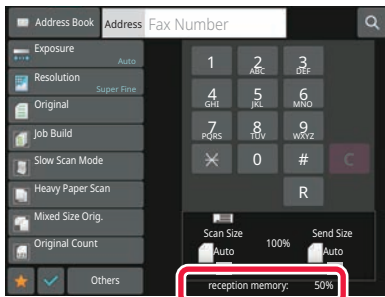 Address Book
Address
Fax Number
Exposure
Auto
Resolution
Super Fine
Original
Job Build
Slow Scan Mode
Heavy Paper Scan
Mixed Size Orig.
Original Count
Others
1
2
ABC
3
DEF
4
GHI
5
JKL
6
MNO
7
PQRS
8
TUV
9
WXYZ
0
#
C
R
Scan Size
Auto
100%
Send Size
Auto
reception memory: 50%